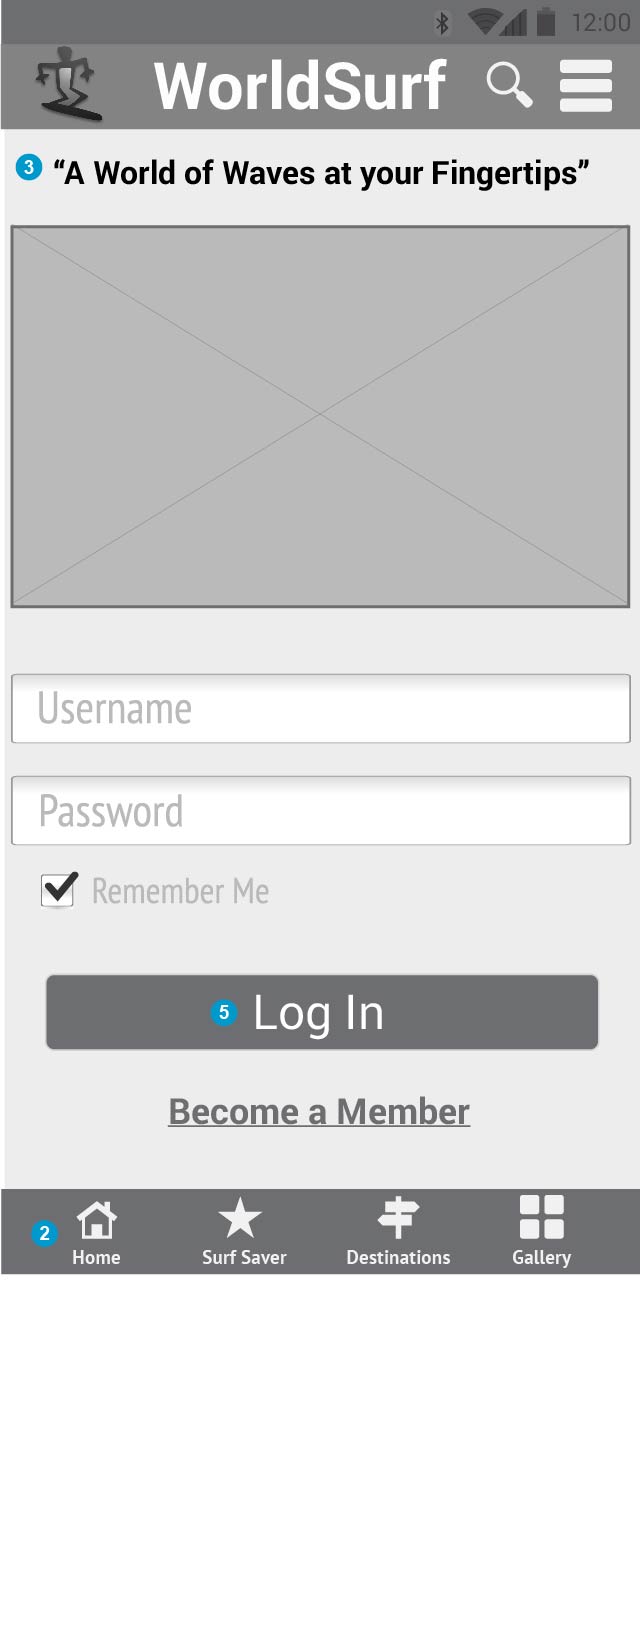 12:00
WorldSurf
3 “A World of Waves at your Fingertips”
Username
Password
Remember Me
5 Log In
Become a Member
2
Home Surf Saver Destinations Gallery